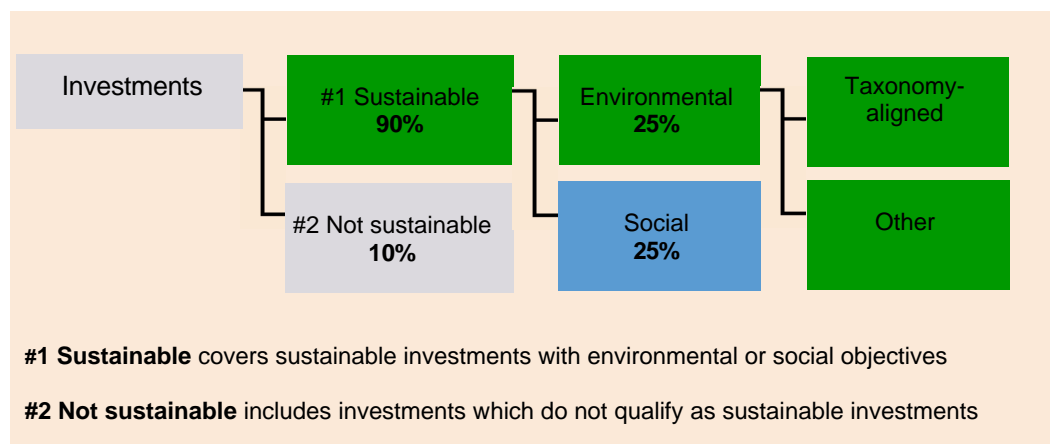 Investments
#1 Sustainable
90%
#2 Not sustainable
10%
Environmental
25%
Social
25%
Taxonomy-
aligned
Other
#1 Sustainable covers sustainable investments with environmental or social objectives
#2 Not sustainable includes investments which do not qualify as sustainable investments